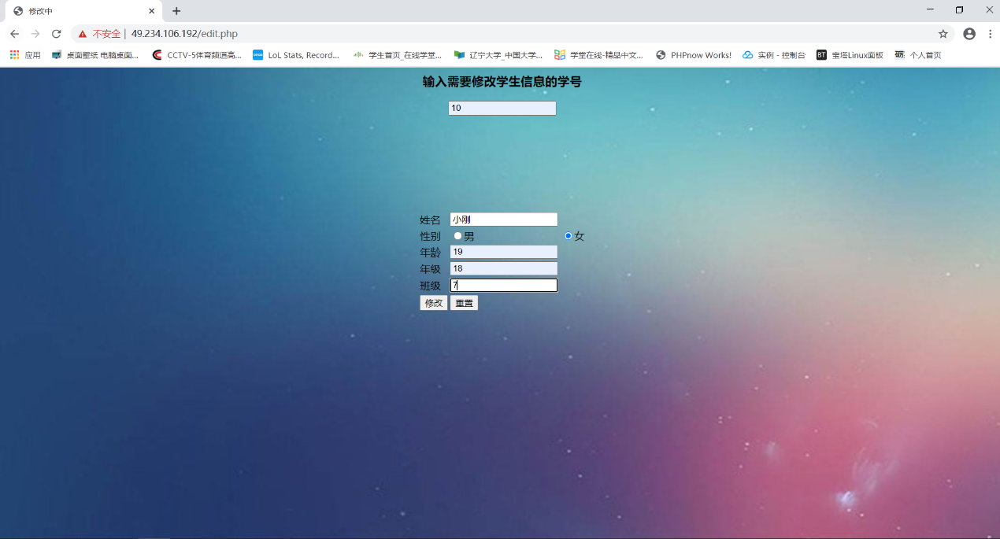 修改中
不安全 | 49.234.106.192/edit.php
应用 桌面壁纸 电脑桌面... CCTV-5体育频道高... LoL Stats, Record... 学生首页_在线学堂... 辽宁大学_中国大学... 学堂在线-精品中文... PHPnow Works! 实例 - 控制台 BT 宝塔Linux面板 个人首页
输入需要修改学生信息的学号
10
姓名 小刚
性别 男 女
年龄 19
年级 18
班级 7
修改 重置